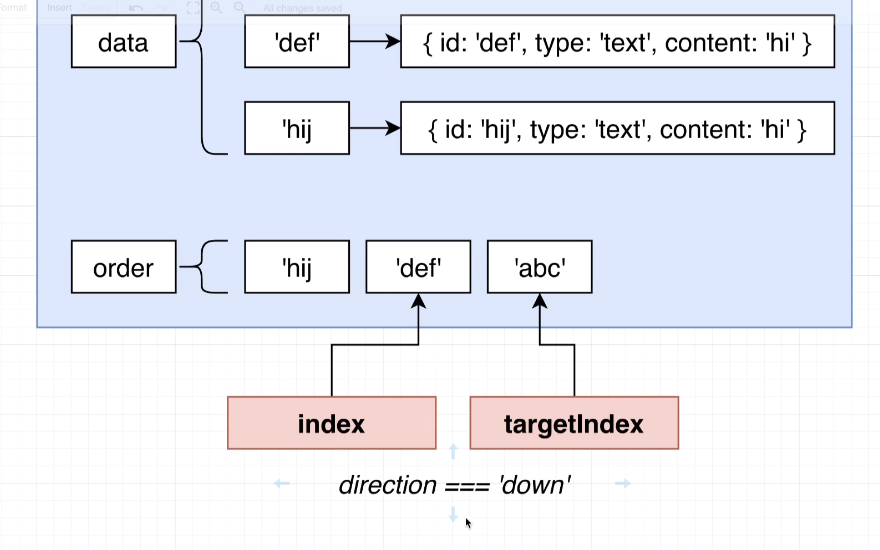 Format Insert All changes saved
data 'def' { id: 'def', type: 'text', content: 'hi' }
'hij { id: 'hij', type: 'text', content: 'hi' }
order 'hij 'def' 'abc'
index targetIndex
direction === 'down'